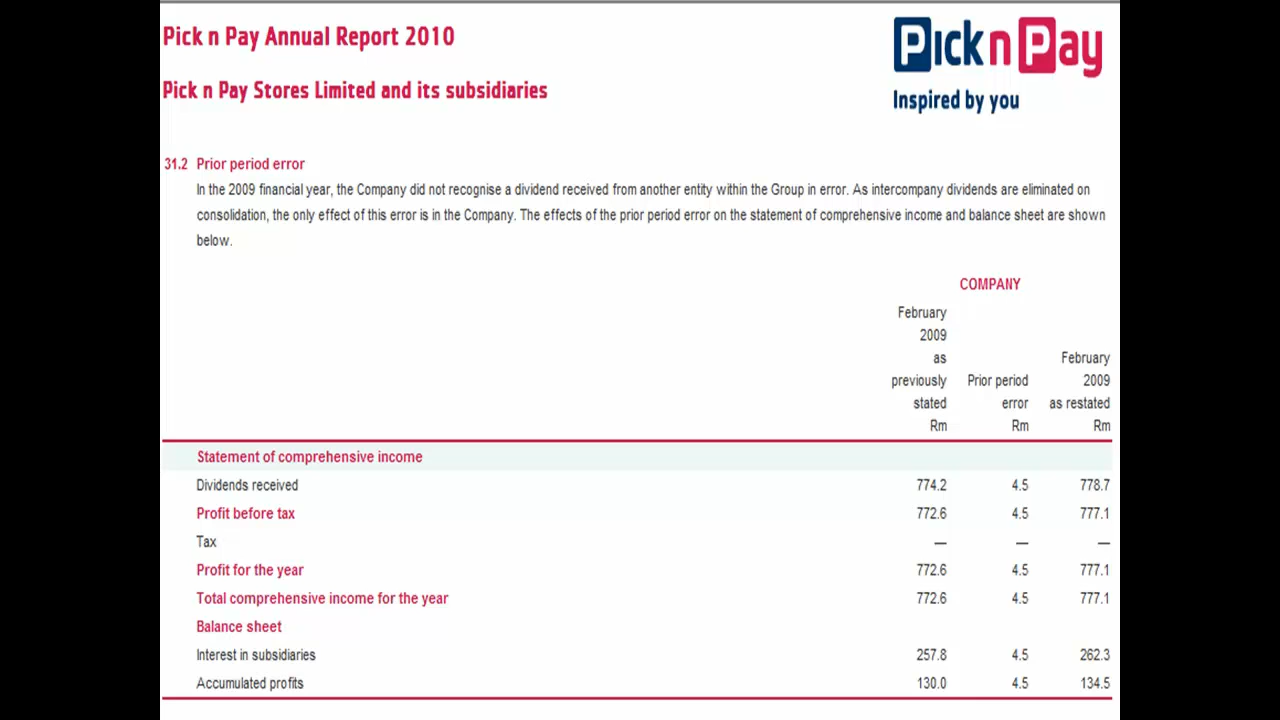 Pick n Pay Annual Report 2010
Pick n Pay
Inspired by you
Pick n Pay Stores Limited and its subsidiaries
31.2 Prior period error
In the 2009 financial year, the Company did not recognise a dividend received from another entity within the Group in error. As intercompany dividends are eliminated on
consolidation, the only effect of this error is in the Company. The effects of the prior period error on the statement of comprehensive income and balance sheet are shown
below.
COMPANY
February
2009
as February
previously Prior period 2009
stated error as restated
Rm Rm Rm
Statement of comprehensive income
Dividends received 774.2 4.5 778.7
Profit before tax 772.6 4.5 777.1
Tax — — —
Profit for the year 772.6 4.5 777.1
Total comprehensive income for the year 772.6 4.5 777.1
Balance sheet
Interest in subsidiaries 257.8 4.5 262.3
Accumulated profits 130.0 4.5 134.5